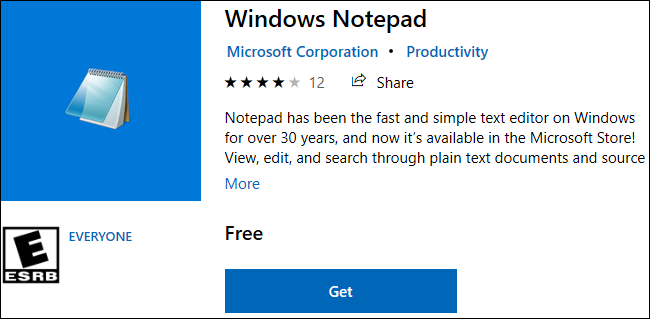 Windows Notepad
Microsoft Corporation • Productivity
12 Share
Notepad has been the fast and simple text editor on Windows
for over 30 years, and now it's available in the Microsoft Store!
View, edit, and search through plain text documents and source
More
E
ESRB
EVERYONE
Free
Get